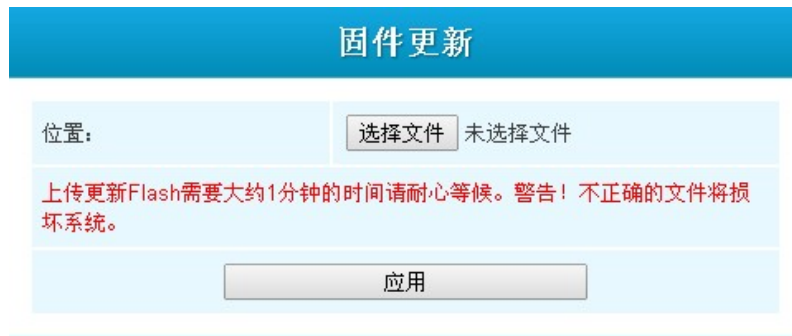 固件更新
位置：
选择文件 未选择文件
上传更新Flash需要大约1分钟的时间请耐心等候。警告！不正确的文件将损
坏系统。
应用